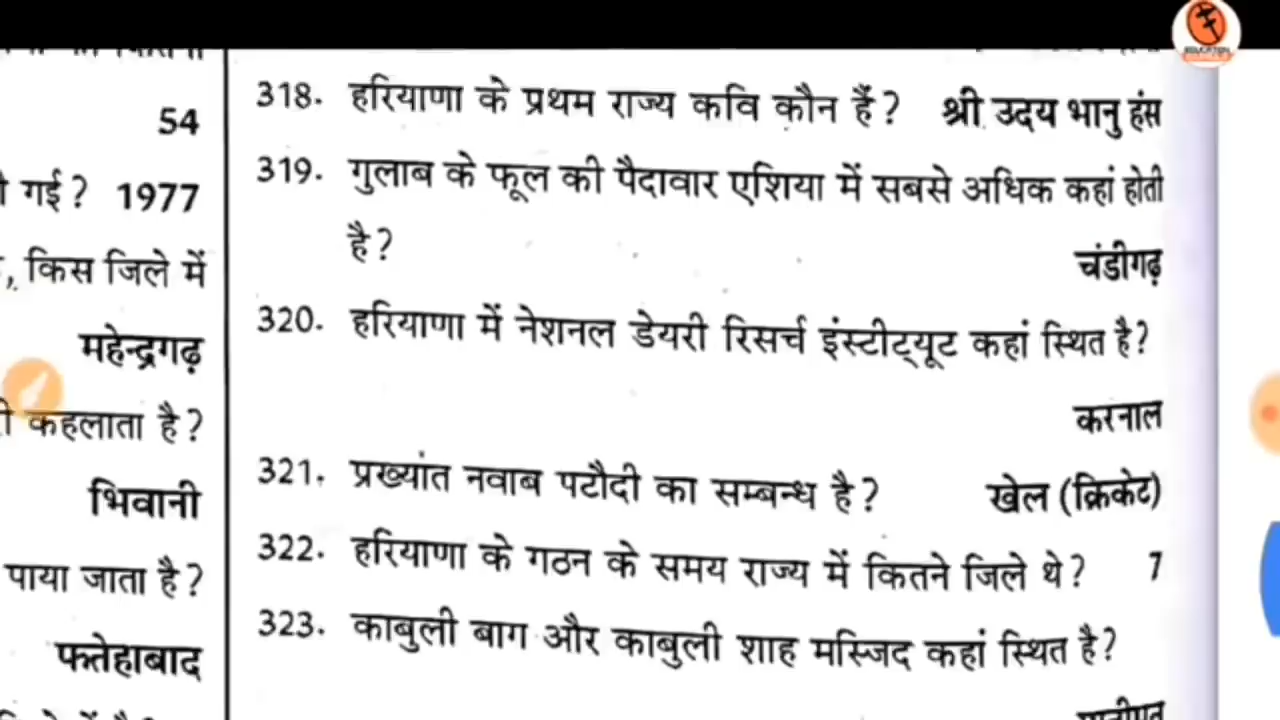 54
गई? 1977
किस जिले में
महेन्द्रगढ़
कहलाता है?
भिवानी
पाया जाता है?
फतेहाबाद
318. हरियाणा के प्रथम राज्य कवि कौन हैं? श्री उदय भानु हंस
319. गुलाब के फूल की पैदावार एशिया में सबसे अधिक कहां होती
है?
चंडीगढ़
320. हरियाणा में नेशनल डेयरी रिसर्च इंस्टीट्यूट कहां स्थित है?
करनाल
321. प्रख्यांत नवाब पटौदी का सम्बन्ध है? खेल (क्रिकेट)
322. हरियाणा के गठन के समय राज्य में कितने जिले थे? 7
323. काबुली बाग और काबुली शाह मस्जिद कहां स्थित है?